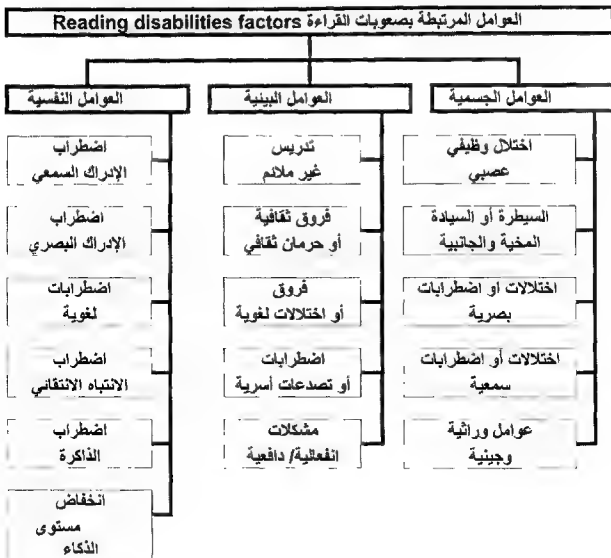 العوامل المرتبطة بصعوبات القراءة Reading disabilities factors
العوامل الجسمية
اختلال وظيفي
عصبي
السيطرة أو السيادة
المخية والجانبية
اختلالات او اضطرابات
بصرية
اختلالات أو اضطرابات
سمعية
عوامل وراثية
وجينية
العوامل البيئية
تدريس
غير ملائم
فروق ثقافية
أو حرمان ثقافي
فروق
أو اختلالات لغوية
اضطرابات
أو تصدعات أسرية
مشكلات
انفعالية/ دافعية
العوامل النفسية
اضطراب
الإدراك السمعي
اضطراب
الإدراك البصري
اضطرابات
لغوية
اضطراب
الانتباه الانتقائي
اضطراب
الذاكرة
انخفاض
مستوى
الذكاء